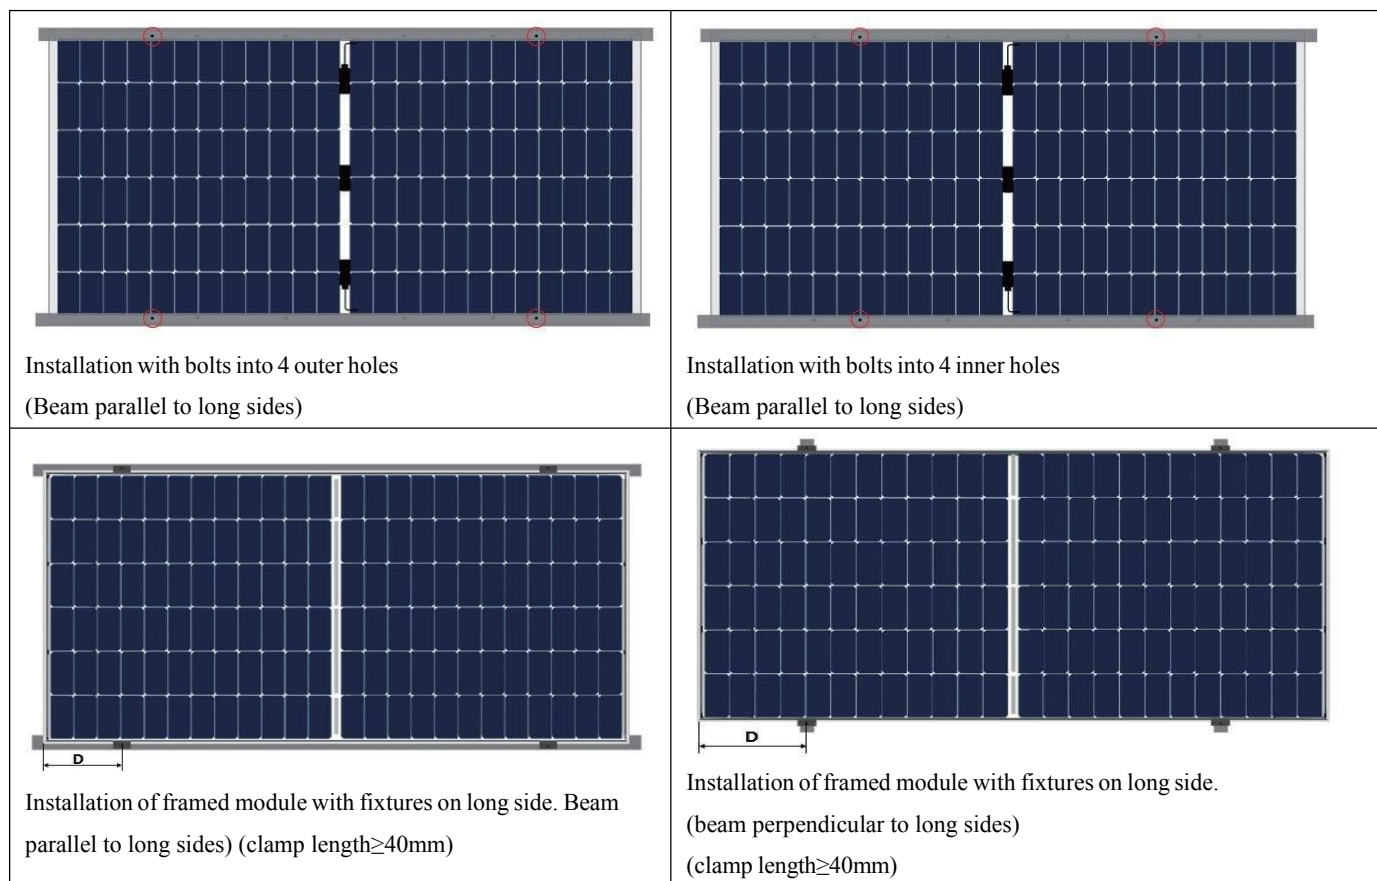 Installation with bolts into 4 outer holes
(Beam parallel to long sides)
Installation with bolts into 4 inner holes
(Beam parallel to long sides)
D
Installation of framed module with fixtures on long side. Beam
parallel to long sides) (clamp length≥40mm)
D
Installation of framed module with fixtures on long side.
(beam perpendicular to long sides)
(clamp length≥40mm)